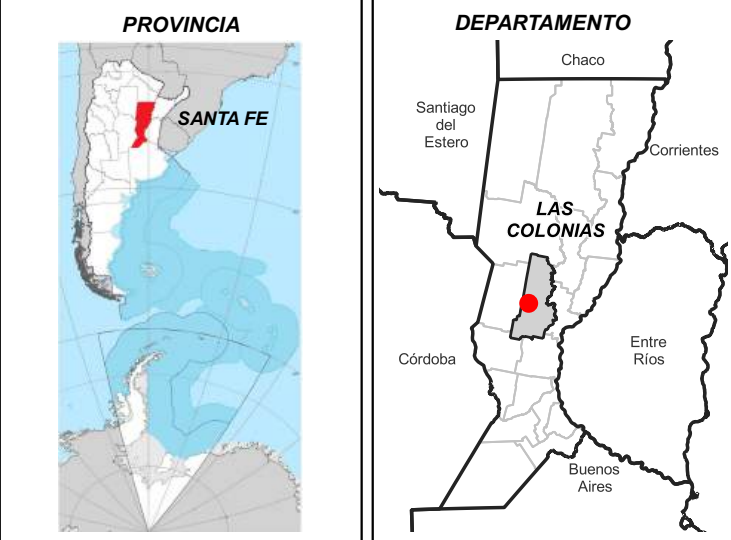 PROVINCIA
SANTA FE
DEPARTAMENTO
Chaco
Santiago
del
Estero
Corrientes
LAS
COLONIAS
Córdoba
Entre
Ríos
Buenos
Aires